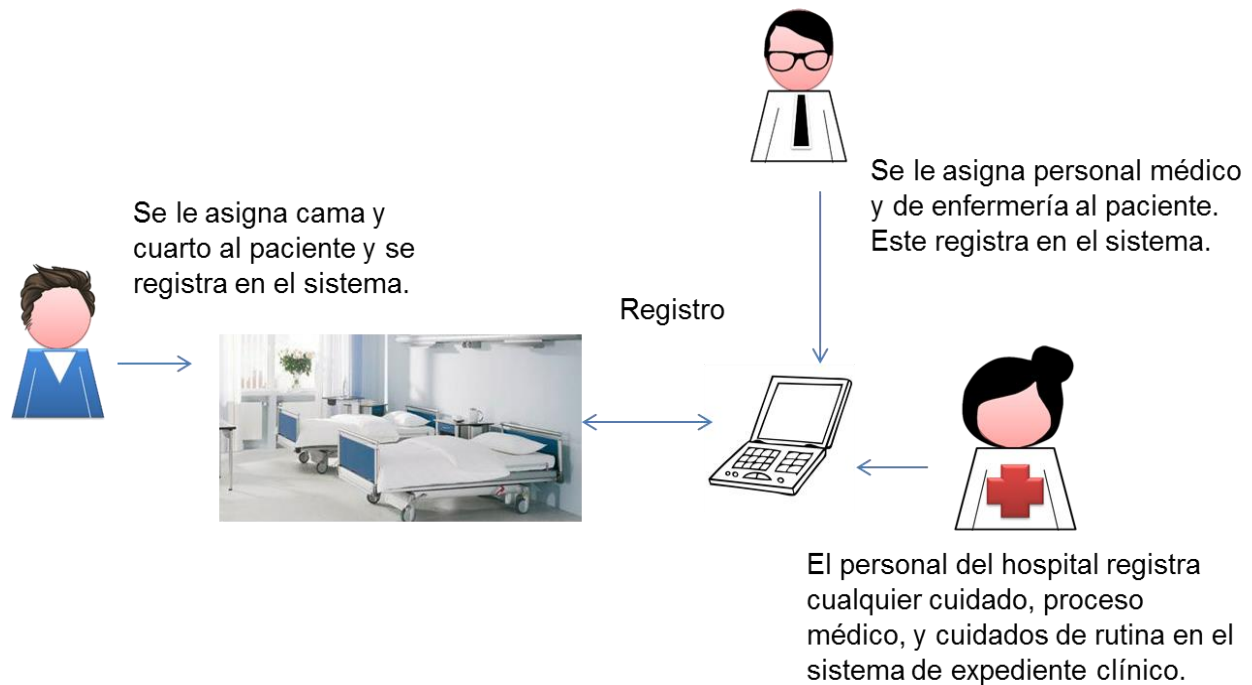 Se le asigna cama y
cuarto al paciente y se
registra en el sistema.
Se le asigna personal médico
y de enfermería al paciente.
Este registra en el sistema.
Registro
El personal del hospital registra
cualquier cuidado, proceso
médico, y cuidados de rutina en el
sistema de expediente clínico.